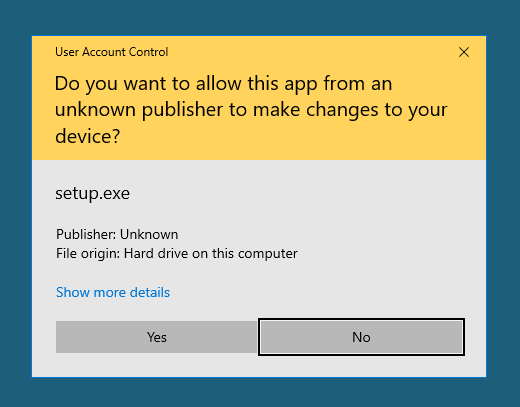 User Account Control
Do you want to allow this app from an
unknown publisher to make changes to your
device?
setup.exe
Publisher: Unknown
File origin: Hard drive on this computer
Show more details
Yes
No